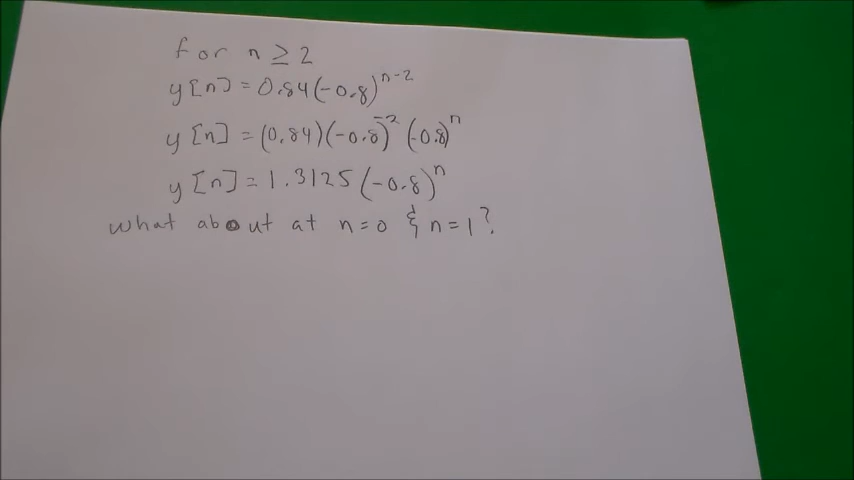 for n ≥ 2
y[n] = 0.84(-0.8)^{n-2}
y[n] = (0.84)(-0.8)^{-2} (-0.8)^n
y[n] = 1.3125(-0.8)^n
what about at n=0 & n=1?